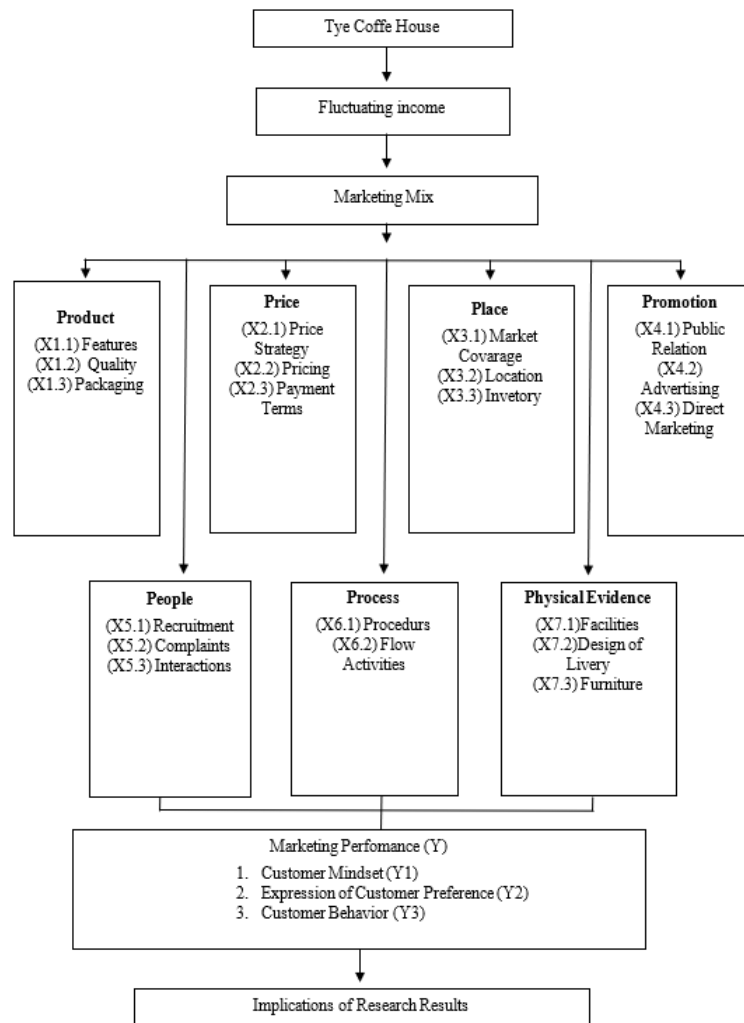 Tye Coffe House
Fluctuating income
Marketing Mix
Product
(X1.1) Features
(X1.2) Quality
(X1.3) Packaging
Price
(X2.1) Price
Strategy
(X2.2) Pricing
(X2.3) Payment
Terms
Place
(X3.1) Market
Covarage
(X3.2) Location
(X3.3) Invetory
Promotion
(X4.1) Public
Relation
(X4.2)
Advertising
(X4.3) Direct
Marketing
People
(X5.1) Recruitment
(X5.2) Complaints
(X5.3) Interactions
Process
(X6.1) Procedurs
(X6.2) Flow
Activities
Physical Evidence
(X7.1)Facilities
(X7.2)Design of
Livery
(X7.3) Furniture
Marketing Perfomance (Y)
1. Customer Mindset (Y1)
2. Expression of Customer Preference (Y2)
3. Customer Behavior (Y3)
Implications of Research Results